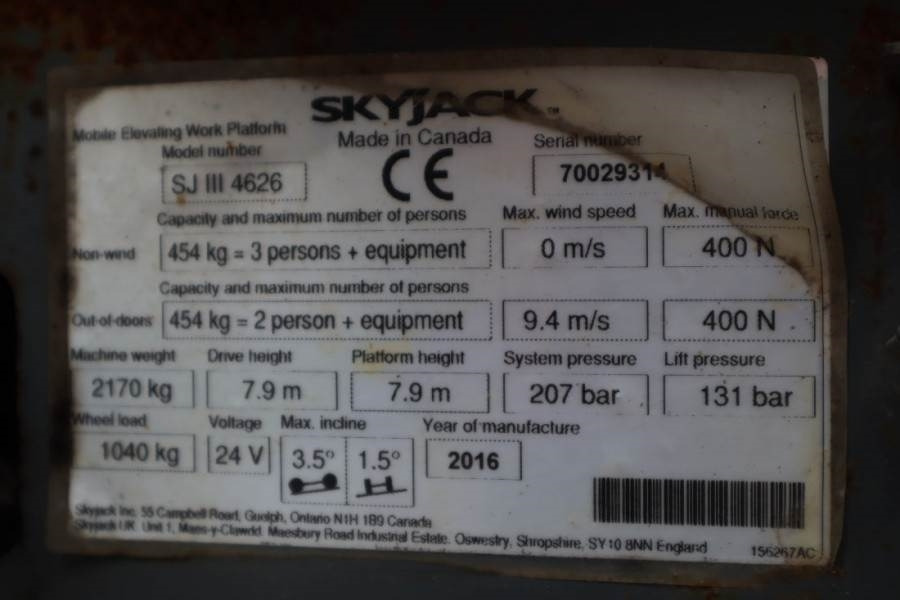 SKYJACK™
Mobile Elevating Work Platform
Made in Canada
Model number
Serial number
SJ III 4626
CE
70029314
Capacity and maximum number of persons
Max. wind speed
Max. manual force
Non-wind
454 kg = 3 persons + equipment
0 m/s
400 N
Capacity and maximum number of persons
Out-of-doors
454 kg = 2 person + equipment
9.4 m/s
400 N
Machine weight
Drive height
Platform height
System pressure
Lift pressure
2170 kg
7.9 m
7.9 m
207 bar
131 bar
Wheel load
Voltage
Max. incline
Year of manufacture
1040 kg
24 V
3.5°
1.5°
2016
Skyjack Inc. 55 Campbell Road, Guelph, Ontario N1H 1B9 Canada
Skyjack UK Unit 1, Maes-y-Clawdd, Maesbury Road Industrial Estate. Oswestry, Shropshire, SY10 8NN England
156267AC